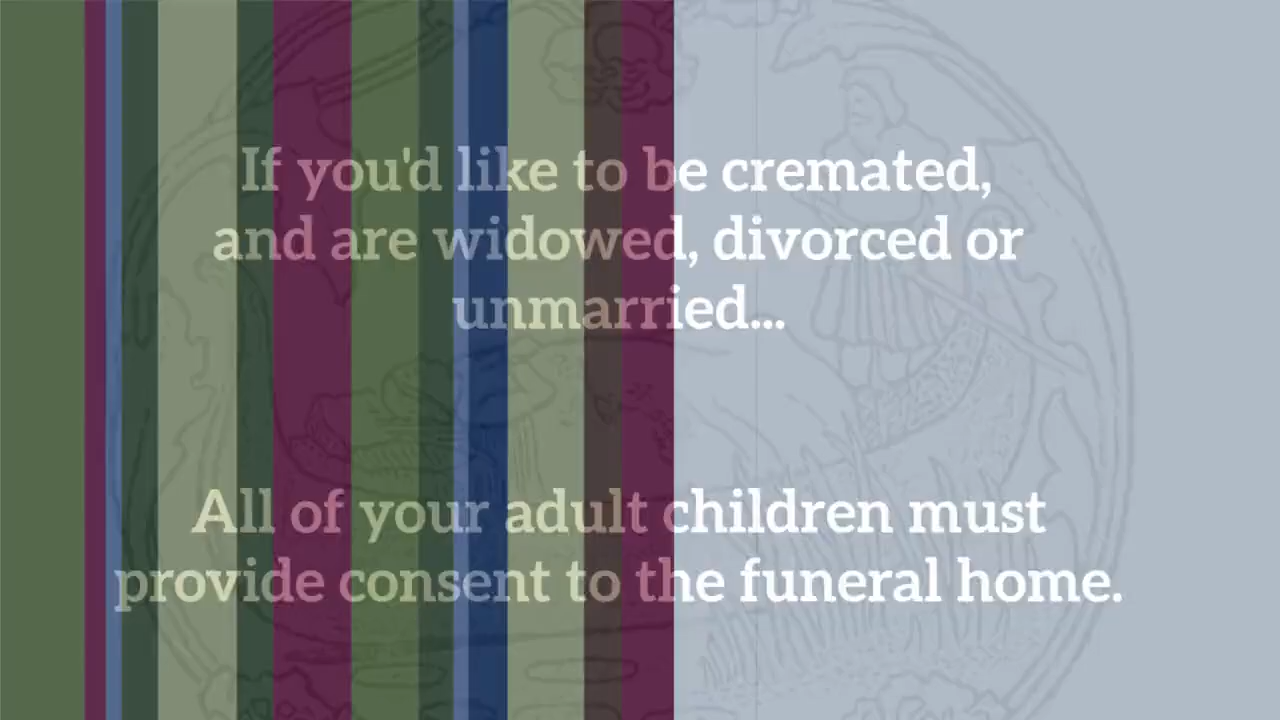 If you'd like to be cremated,
and are widowed, divorced or
unmarried...
All of your adult children must
provide consent to the funeral home.